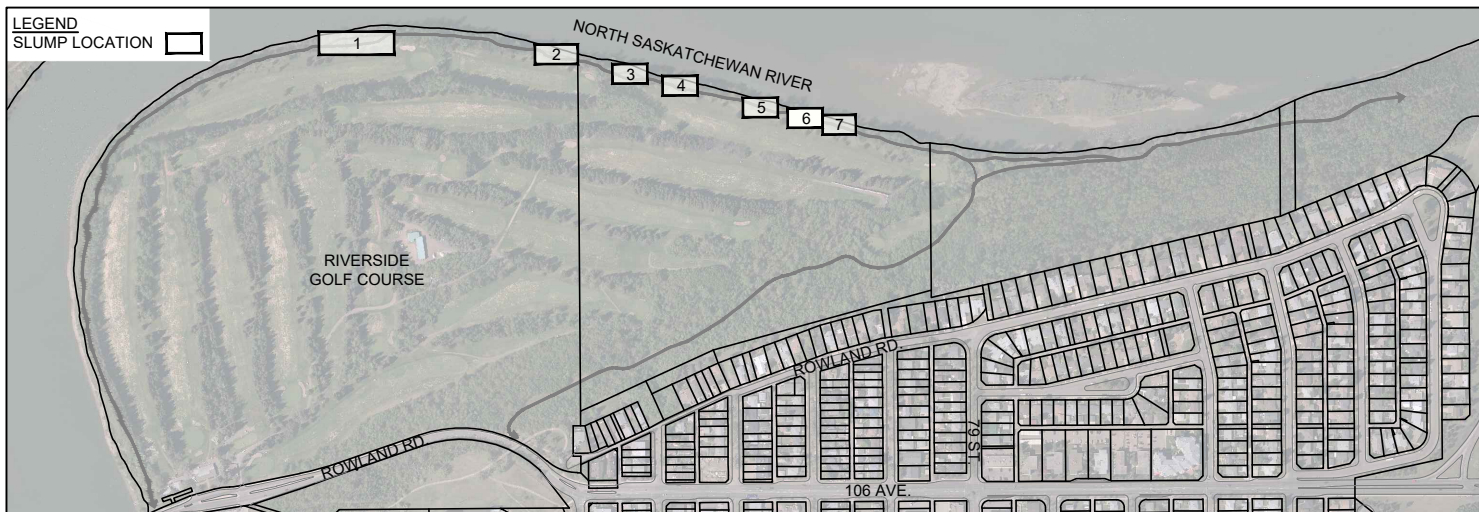 LEGEND
SLUMP LOCATION
1
2
NORTH SASKATCHEWAN RIVER
3
4
5
6
7
RIVERSIDE
GOLF COURSE
ROWLAND RD
ROWLAND RD
79 ST.
106 AVE.